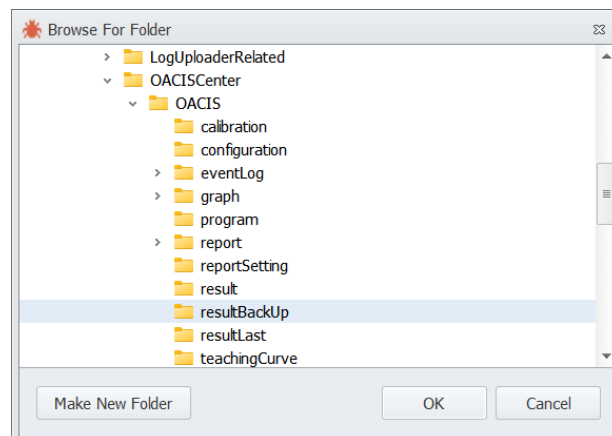 Browse For Folder
LogUploaderRelated
OACISCenter
OACIS
calibration
configuration
eventLog
graph
program
report
reportSetting
result
resultBackUp
resultLast
teachingCurve
Make New Folder
OK
Cancel